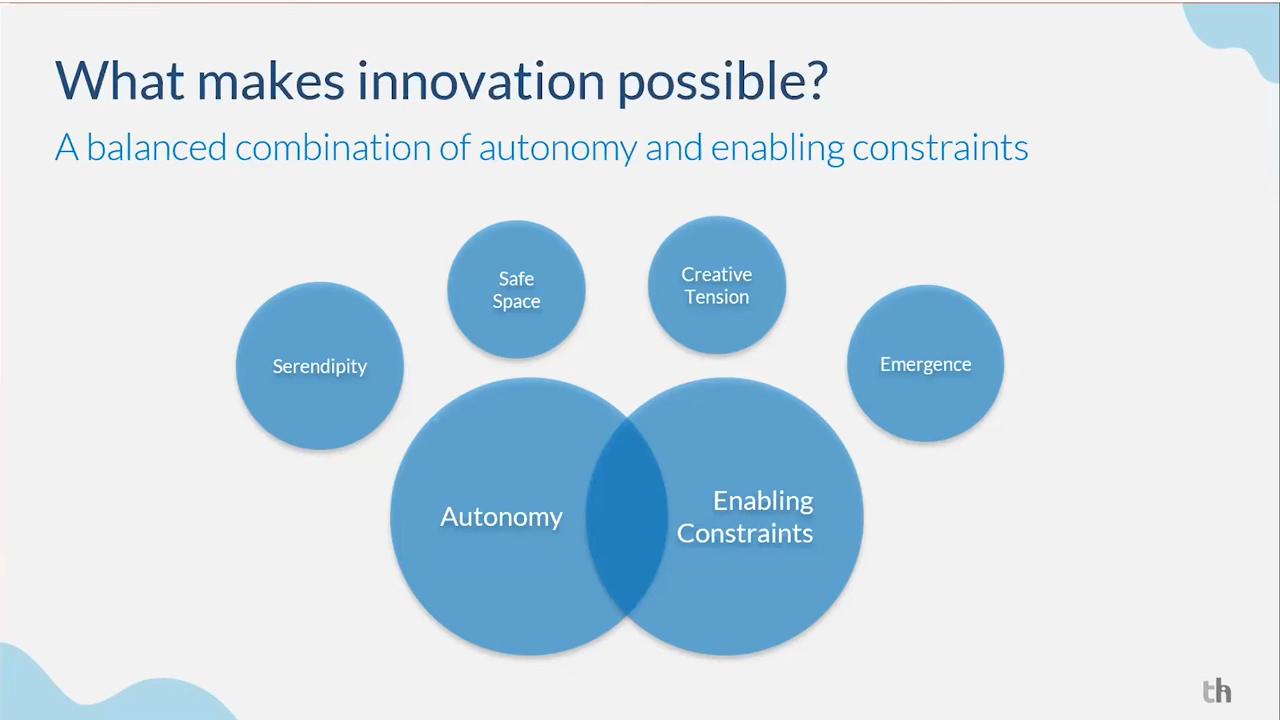 What makes innovation possible?
A balanced combination of autonomy and enabling constraints
Safe
Space
Creative
Tension
Serendipity
Emergence
Autonomy
Enabling
Constraints
th